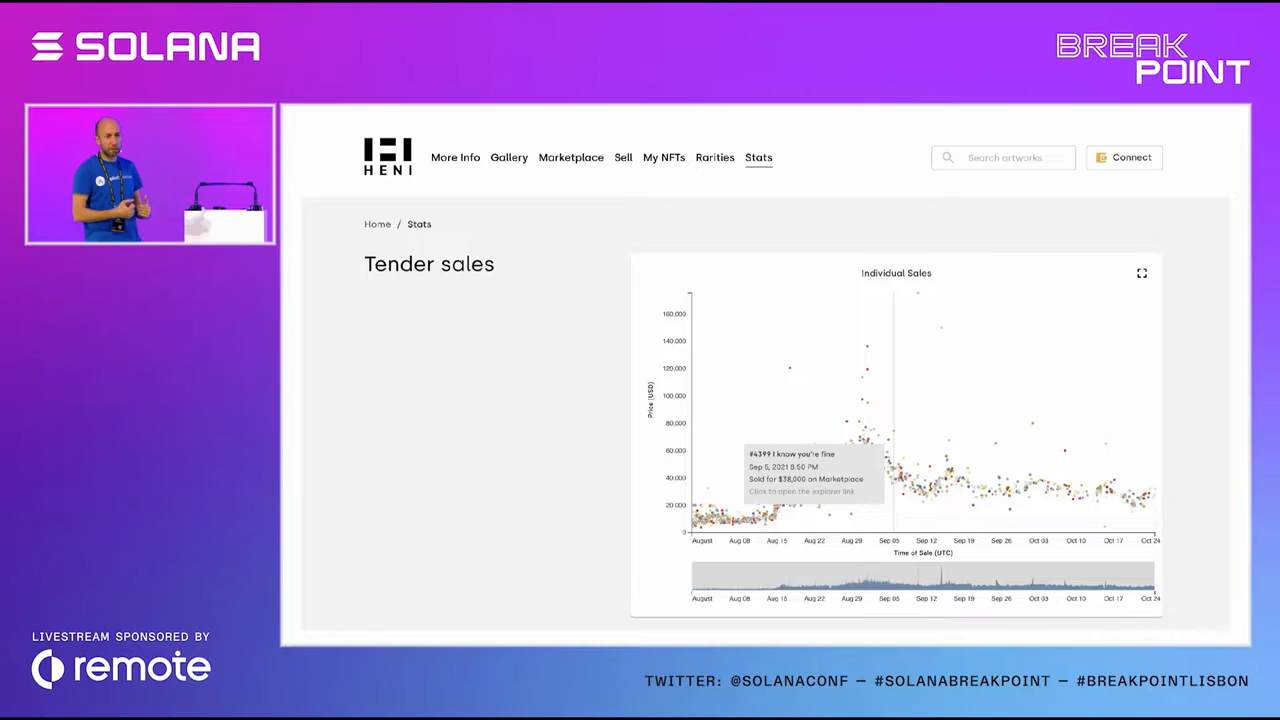 SOLANA
BREAK
POINT
HENI
More Info Gallery Marketplace Sell My NFTs Rarities Stats
Search artworks
Connect
Home / Stats
Tender sales
Individual Sales
Price (USD)
160,000
140,000
120,000
100,000
80,000
60,000
40,000
20,000
0
#4399 I know you're fine
Sep 5, 2021 8:50 PM
Sold for $38,000 on Marketplace
Click to open the explorer link
August Aug 08 Aug 15 Aug 22 Aug 29 Sep 05 Sep 12 Sep 19 Sep 26 Oct 03 Oct 10 Oct 17 Oct 24
Time of Sale (UTC)
August Aug 08 Aug 15 Aug 22 Aug 29 Sep 05 Sep 12 Sep 19 Sep 26 Oct 03 Oct 10 Oct 17 Oct 24
LIVESTREAM SPONSORED BY
remote
TWITTER: @SOLANACONF — #SOLANABREAKPOINT — #BREAKPOINTLISBON